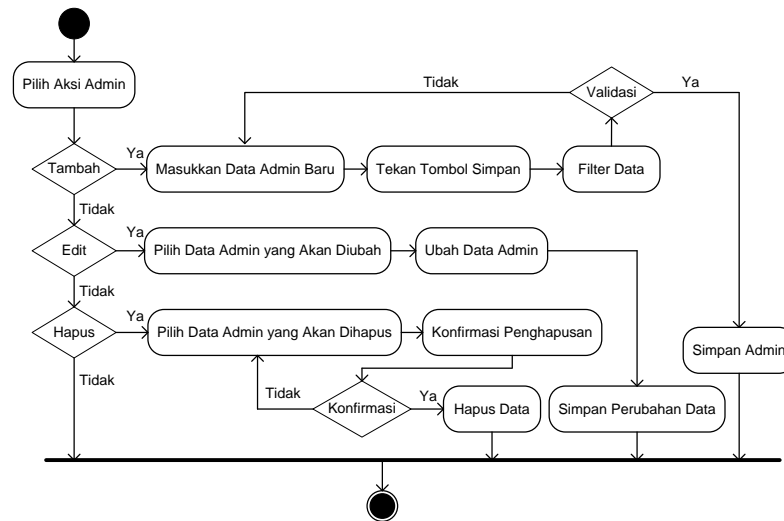 Pilih Aksi Admin
Tidak
Validasi
Ya
Tambah
Ya
Masukkan Data Admin Baru
Tekan Tombol Simpan
Filter Data
Tidak
Edit
Ya
Pilih Data Admin yang Akan Diubah
Ubah Data Admin
Tidak
Hapus
Ya
Pilih Data Admin yang Akan Dihapus
Konfirmasi Penghapusan
Simpan Admin
Tidak
Tidak
Konfirmasi
Ya
Hapus Data
Simpan Perubahan Data